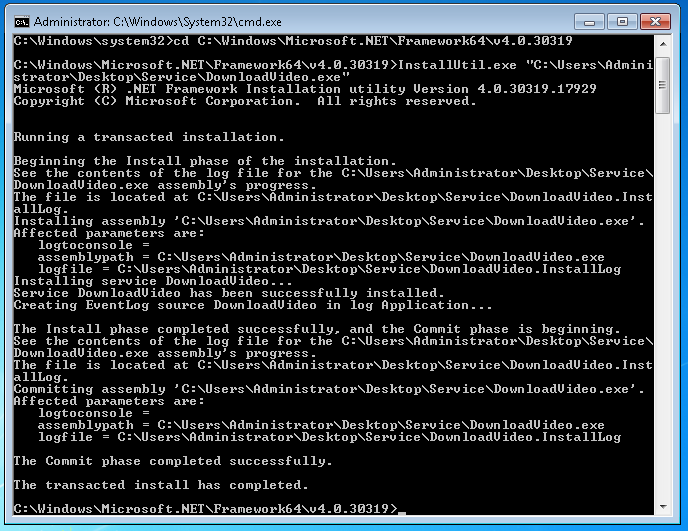 Administrator: C:\Windows\System32\cmd.exe
C:\Windows\system32>cd C:\Windows\Microsoft.NET\Framework64\v4.0.30319
C:\Windows\Microsoft.NET\Framework64\v4.0.30319>InstallUtil.exe "C:\Users\Admini
strator\Desktop\Service\DownloadVideo.exe"
Microsoft (R) .NET Framework Installation utility Version 4.0.30319.17929
Copyright (C) Microsoft Corporation.  All rights reserved.
Running a transacted installation.
Beginning the Install phase of the installation.
See the contents of the log file for the C:\Users\Administrator\Desktop\Service\
DownloadVideo.exe assembly's progress.
The file is located at C:\Users\Administrator\Desktop\Service\DownloadVideo.Inst
allLog.
Installing assembly 'C:\Users\Administrator\Desktop\Service\DownloadVideo.exe'.
Affected parameters are:
   logtoconsole =
   assemblypath = C:\Users\Administrator\Desktop\Service\DownloadVideo.exe
   logfile = C:\Users\Administrator\Desktop\Service\DownloadVideo.InstallLog
Installing service DownloadVideo...
Service DownloadVideo has been successfully installed.
Creating EventLog source DownloadVideo in log Application...
The Install phase completed successfully, and the Commit phase is beginning.
See the contents of the log file for the C:\Users\Administrator\Desktop\Service\
DownloadVideo.exe assembly's progress.
The file is located at C:\Users\Administrator\Desktop\Service\DownloadVideo.Inst
allLog.
Committing assembly 'C:\Users\Administrator\Desktop\Service\DownloadVideo.exe'.
Affected parameters are:
   logtoconsole =
   assemblypath = C:\Users\Administrator\Desktop\Service\DownloadVideo.exe
   logfile = C:\Users\Administrator\Desktop\Service\DownloadVideo.InstallLog
The Commit phase completed successfully.
The transacted install has completed.
C:\Windows\Microsoft.NET\Framework64\v4.0.30319>_